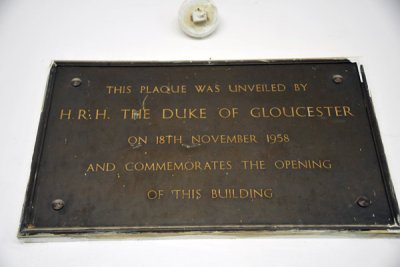 THIS PLAQUE WAS UNVEILED BY
H.R.H. THE DUKE OF GLOUCESTER
ON 18TH NOVEMBER 1958
AND COMMEMORATES THE OPENING
OF THIS BUILDING